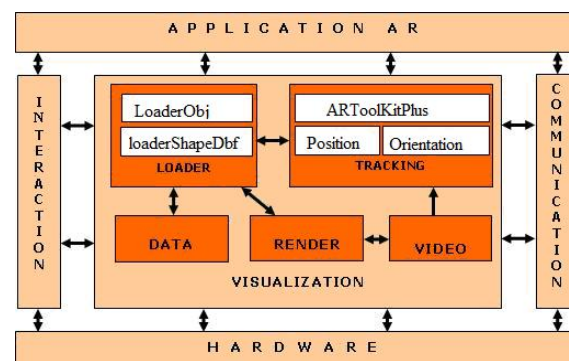 APPLICATION AR
INTERACTION
LoaderObj
loaderShapeDbf
LOADER
ARToolKitPlus
Position
Orientation
TRACKING
DATA
RENDER
VIDEO
VISUALIZATION
COMMUNICATION
HARDWARE